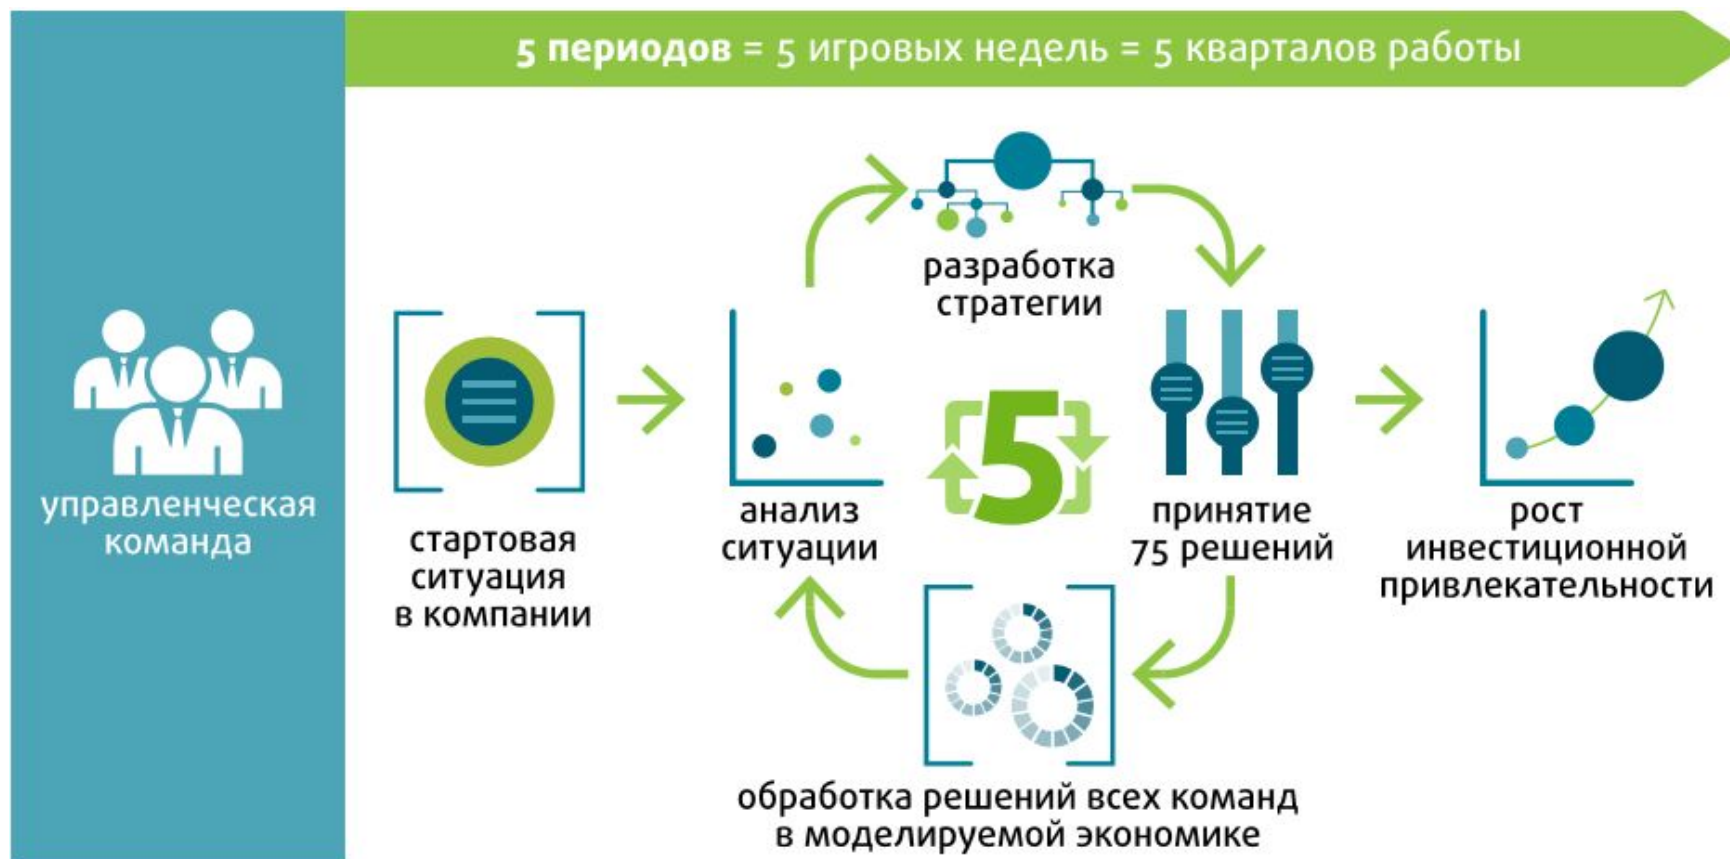 5 периодов = 5 игровых недель = 5 кварталов работы
управленческая
команда
стартовая
ситуация
в компании
анализ
ситуации
разработка
стратегии
5
принятие
75 решений
рост
инвестиционной
привлекательности
обработка решений всех команд
в моделируемой экономике